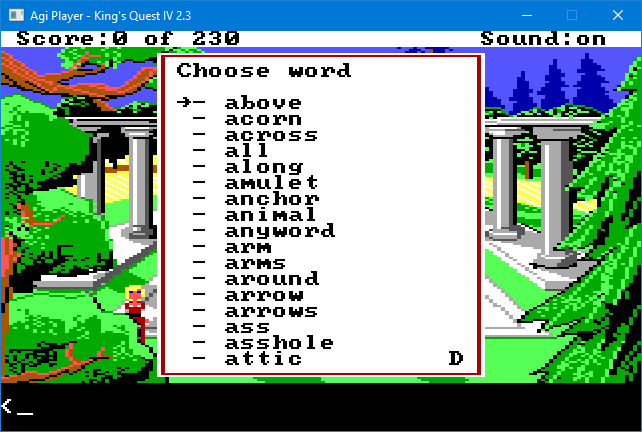 Agi Player - King's Quest IV 2.3
Score:0 of 230 Sound:on
Choose word
→- above
- acorn
- across
- all
- along
- amulet
- anchor
- animal
- anyword
- arm
- arms
- around
- arrow
- arrows
- ass
- asshole
- attic D
<_